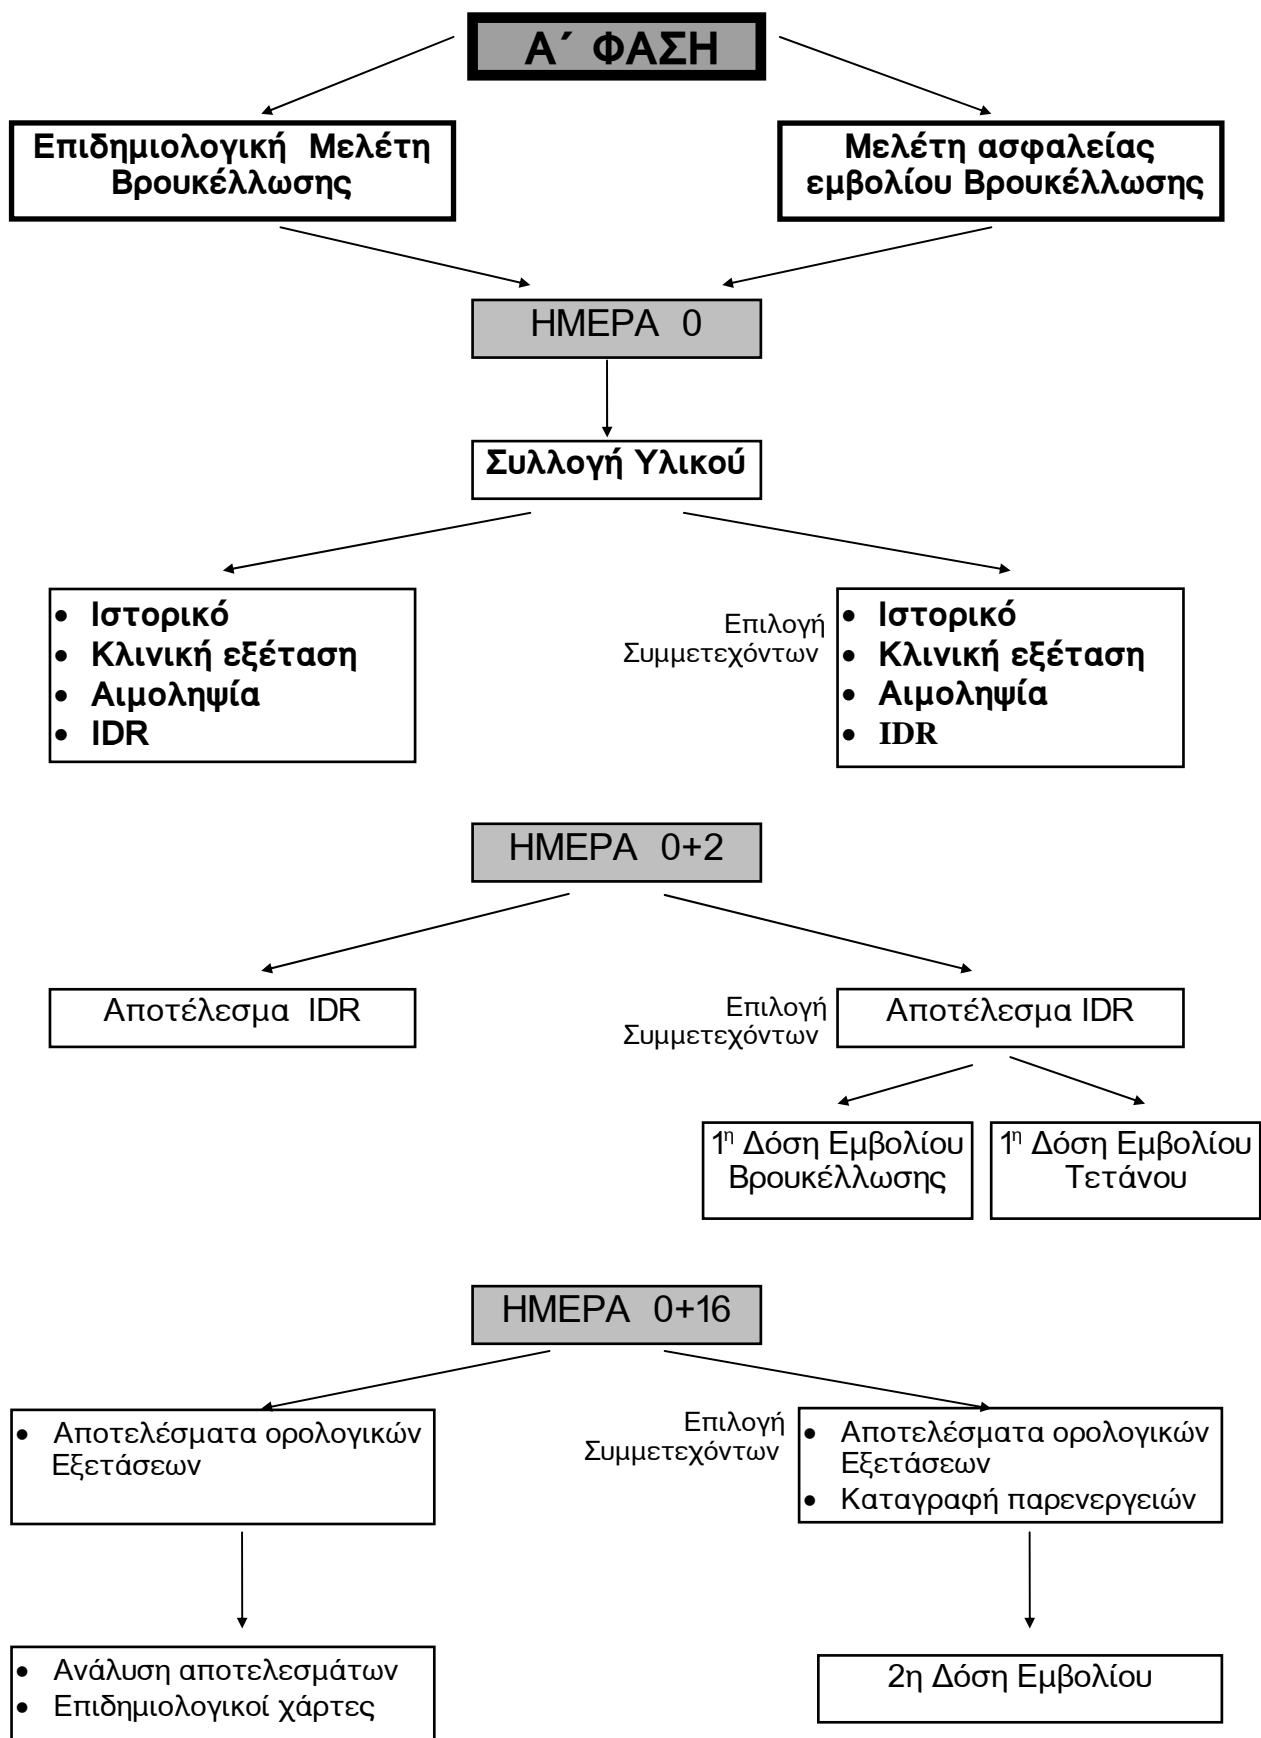 Α΄ ΦΑΣΗ
Επιδημιολογική Μελέτη
Βρουκέλλωσης
Μελέτη ασφαλείας
εμβολίου Βρουκέλλωσης
ΗΜΕΡΑ 0
Συλλογή Υλικού
• Ιστορικό
• Κλινική εξέταση
• Αιμοληψία
• IDR
Επιλογή
Συμμετεχόντων
• Ιστορικό
• Κλινική εξέταση
• Αιμοληψία
• IDR
ΗΜΕΡΑ 0+2
Αποτέλεσμα IDR
Επιλογή
Συμμετεχόντων
Αποτέλεσμα IDR
1η Δόση Εμβολίου
Βρουκέλλωσης
1η Δόση Εμβολίου
Τετάνου
ΗΜΕΡΑ 0+16
• Αποτελέσματα ορολογικών
Εξετάσεων
Επιλογή
Συμμετεχόντων
• Αποτελέσματα ορολογικών
Εξετάσεων
• Καταγραφή παρενεργειών
• Ανάλυση αποτελεσμάτων
• Επιδημιολογικοί χάρτες
2η Δόση Εμβολίου